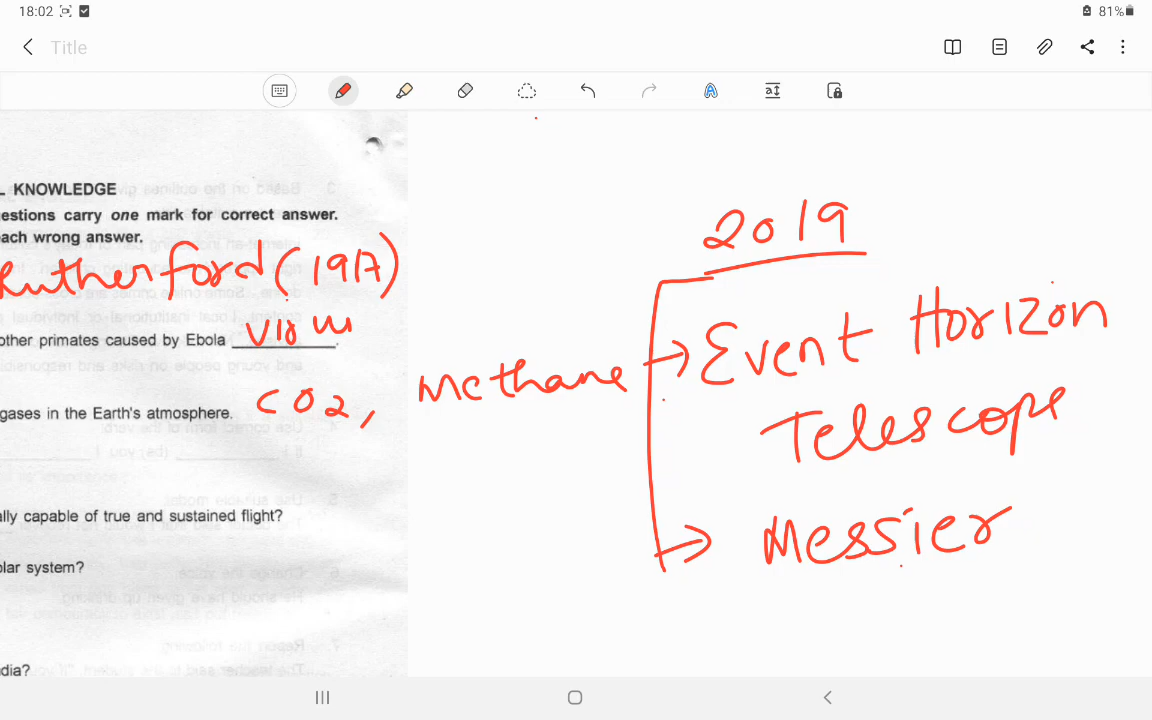 18:02
81%
Title
L KNOWLEDGE
estions carry one mark for correct answer.
each wrong answer.
Rutherford (1917)
other primates caused by Ebola virus.
gases in the Earth's atmosphere. CO2, Methane
ally capable of true and sustained flight?
olar system?
dia?
2019
→ Event Horizon
Telescope
→ Messier